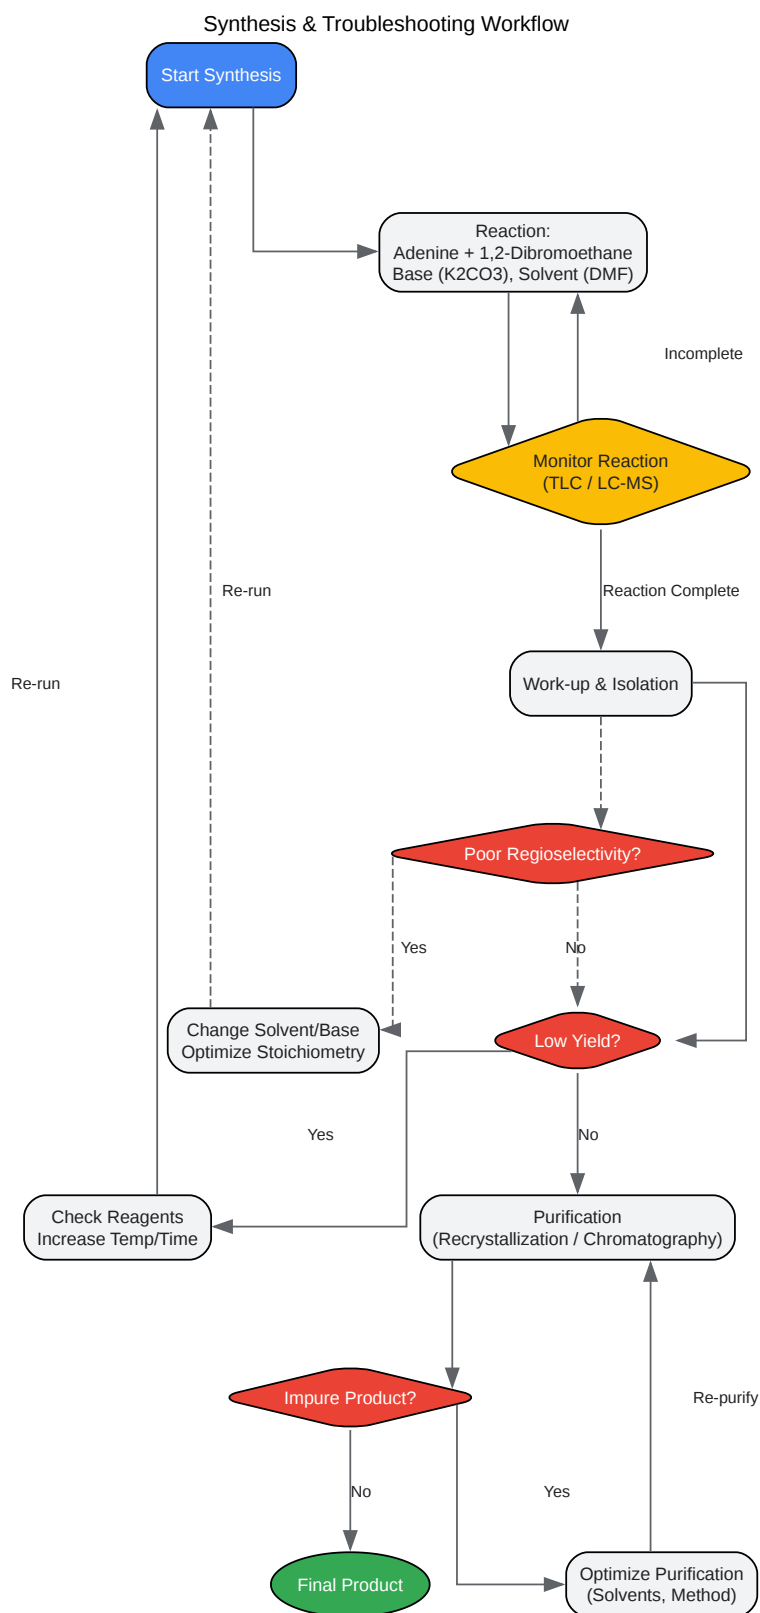 Synthesis & Troubleshooting Workflow
Start Synthesis
Reaction:
Adenine + 1,2-Dibromoethane
Base (K2CO3), Solvent (DMF)
Incomplete
Monitor Reaction
(TLC / LC-MS)
Re-run
Reaction Complete
Re-run
Work-up & Isolation
Poor Regioselectivity?
Yes
No
Change Solvent/Base
Optimize Stoichiometry
Low Yield?
Yes
No
Check Reagents
Increase Temp/Time
Purification
(Recrystallization / Chromatography)
Impure Product?
Re-purify
No
Yes
Final Product
Optimize Purification
(Solvents, Method)